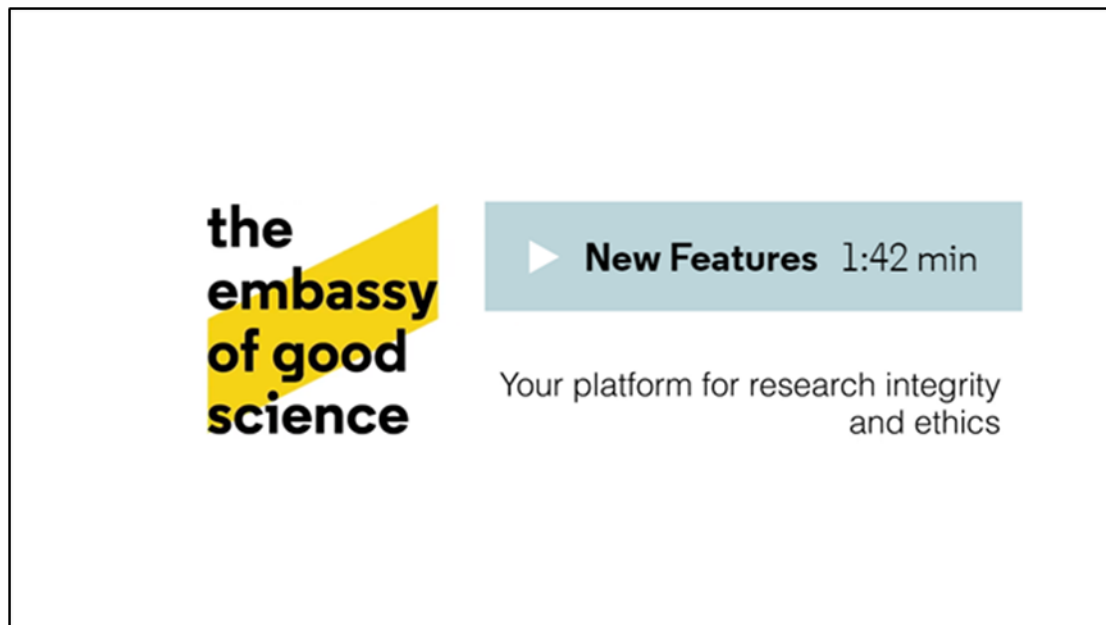 the
embassy
of good
science
New Features 1:42 min
Your platform for research integrity
and ethics